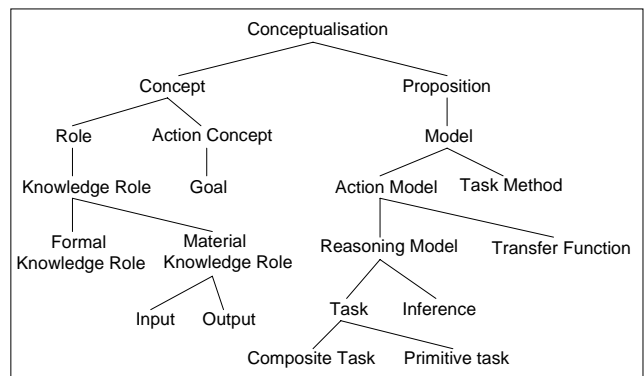 Conceptualisation
Concept
Proposition
Role
Action Concept
Model
Knowledge Role
Goal
Action Model
Task Method
Formal
Knowledge Role
Material
Knowledge Role
Reasoning Model
Transfer Function
Input
Output
Task
Inference
Composite Task
Primitive task